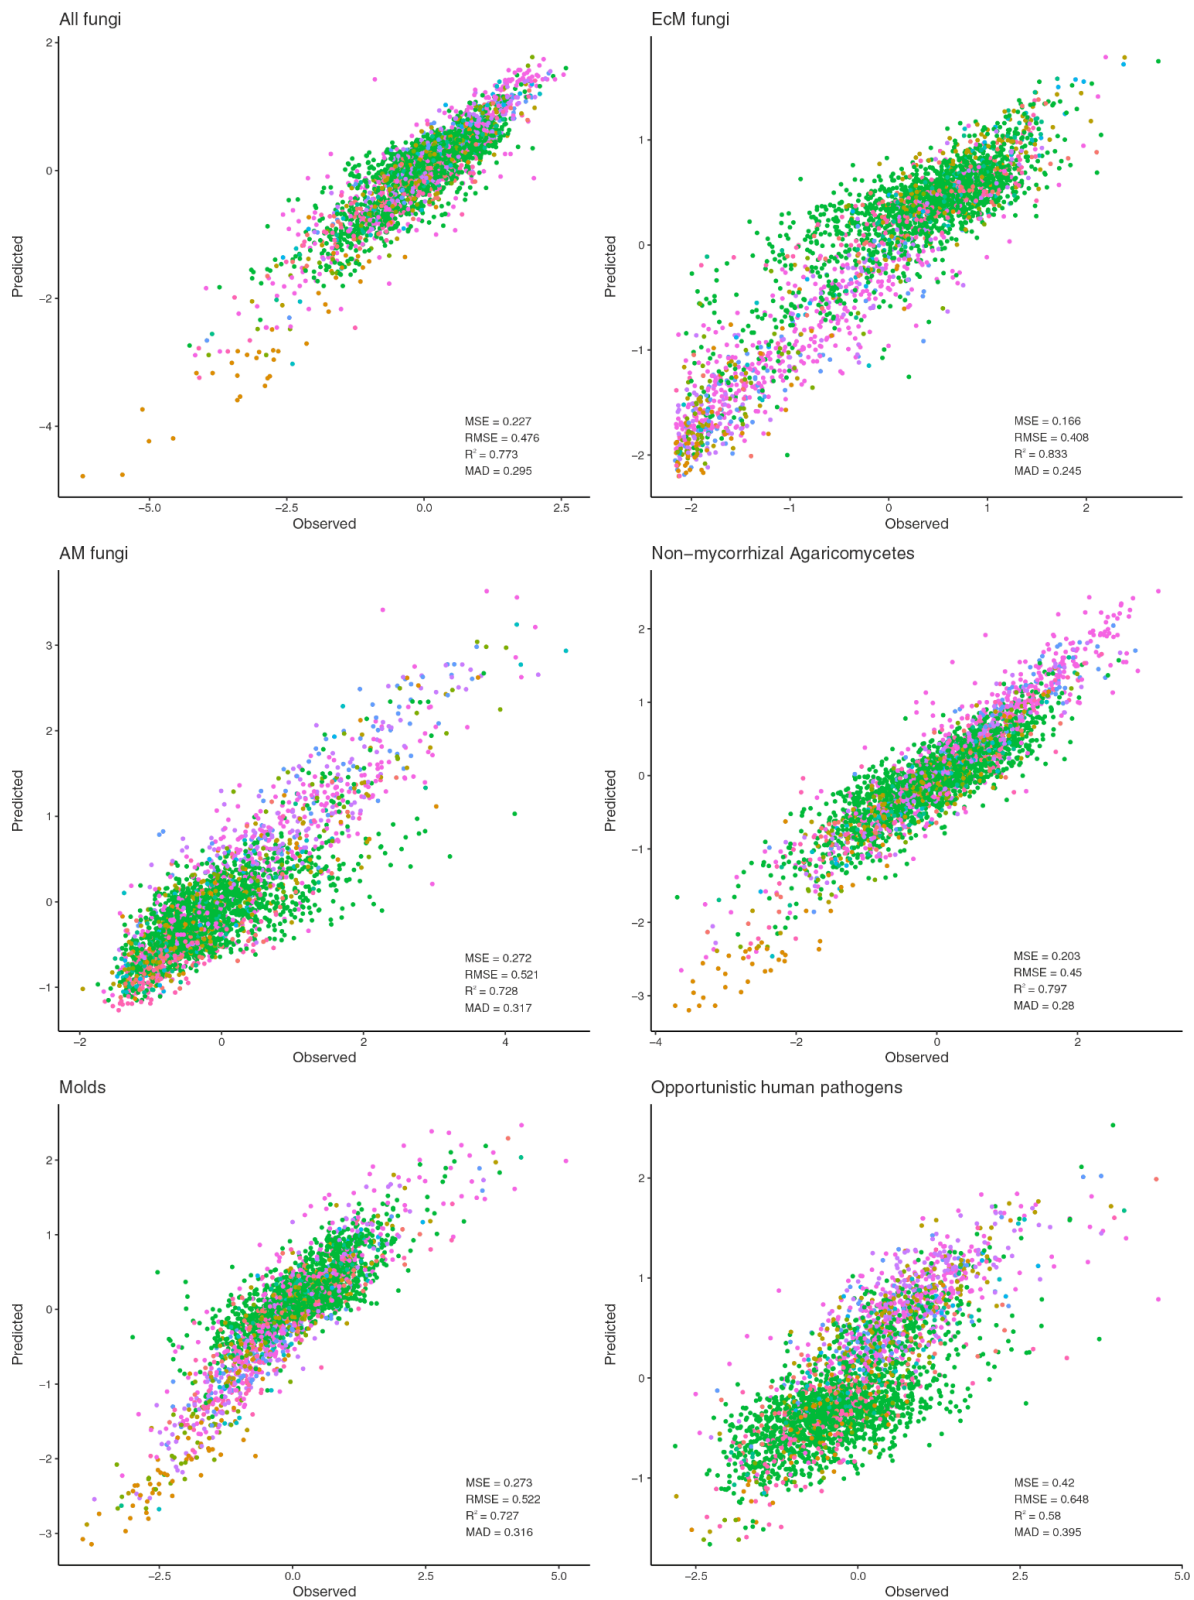 All fungi
2
0
−2
−4
Predicted
MSE = 0.227
RMSE = 0.476
R² = 0.773
MAD = 0.295
−5.0 −2.5 0.0 2.5
Observed
EcM fungi
1
0
−1
−2
Predicted
MSE = 0.166
RMSE = 0.408
R² = 0.833
MAD = 0.245
−2 −1 0 1 2
Observed
AM fungi
3
2
1
0
−1
Predicted
MSE = 0.272
RMSE = 0.521
R² = 0.728
MAD = 0.317
−2 0 2 4
Observed
Non−mycorrhizal Agaricomycetes
2
1
0
−1
−2
−3
Predicted
MSE = 0.203
RMSE = 0.45
R² = 0.797
MAD = 0.28
−4 −2 0 2
Observed
Molds
2
1
0
−1
−2
−3
Predicted
MSE = 0.273
RMSE = 0.522
R² = 0.727
MAD = 0.316
−2.5 0.0 2.5 5.0
Observed
Opportunistic human pathogens
2
1
0
−1
Predicted
MSE = 0.42
RMSE = 0.648
R² = 0.58
MAD = 0.395
−2.5 0.0 2.5 5.0
Observed